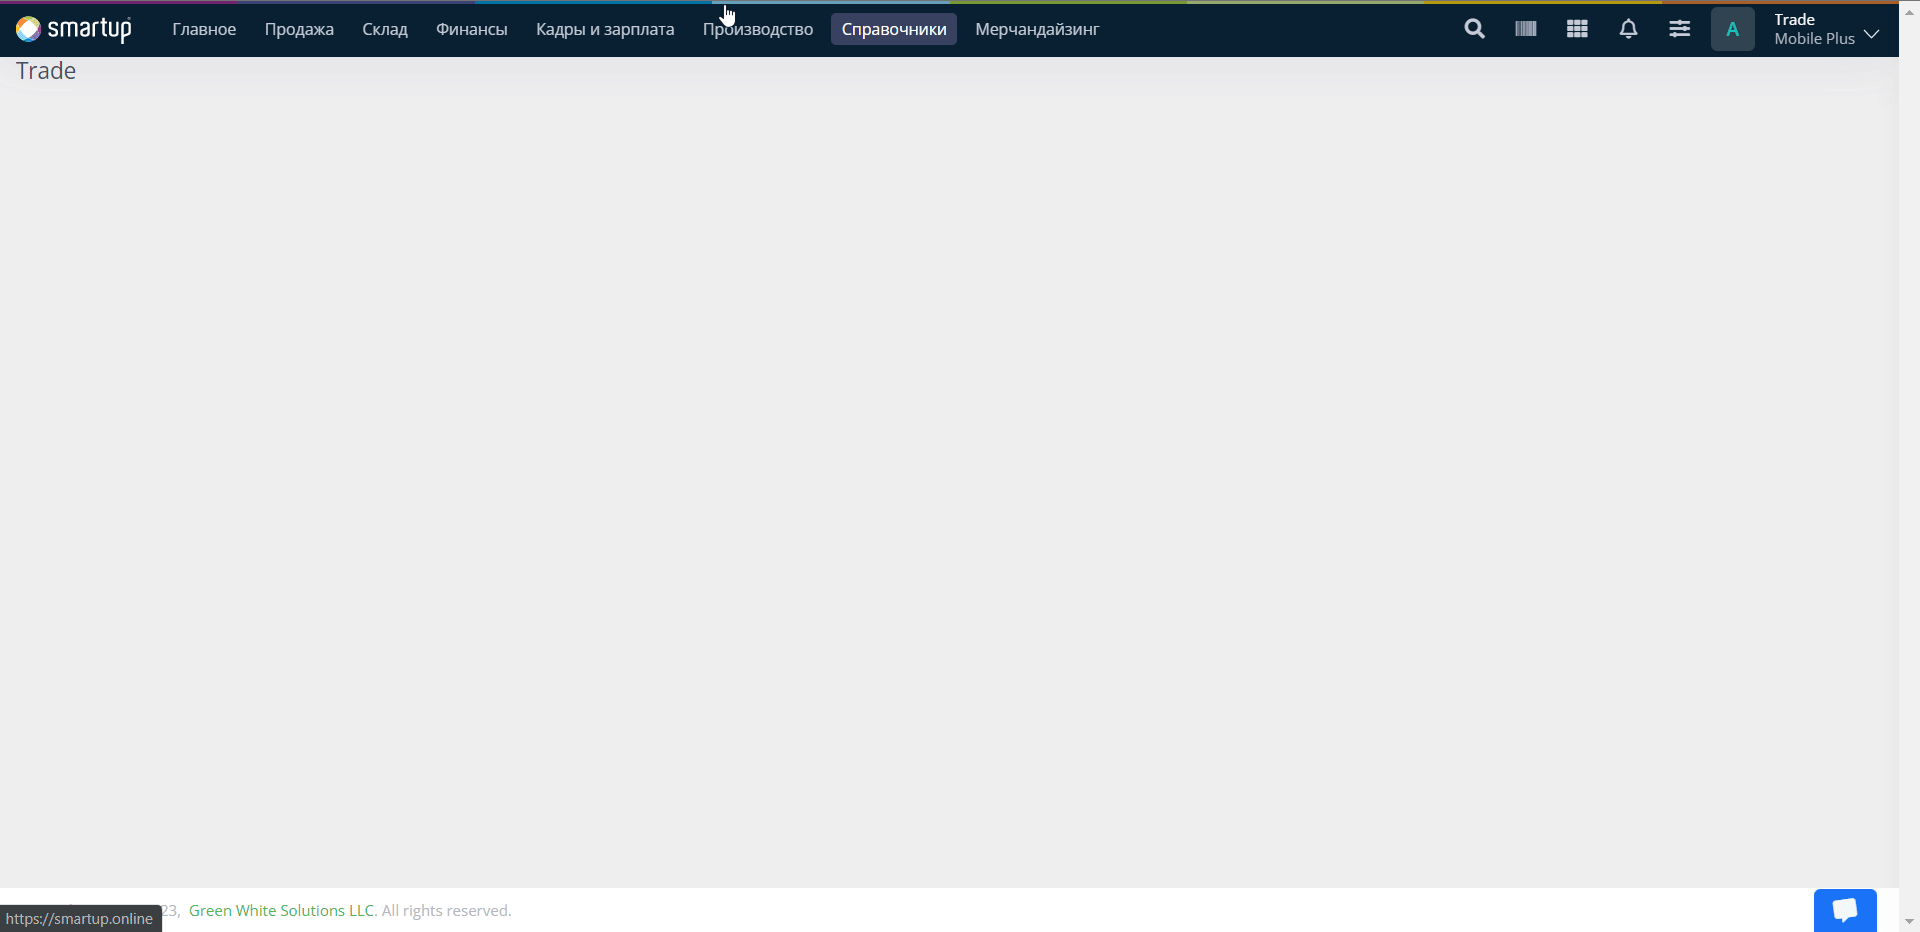 smartup Главное Продажа Склад Финансы Кадры и зарплата Производство Справочники Мерчандайзинг A Trade
Mobile Plus
Trade
23, Green White Solutions LLC. All rights reserved.
https://smartup.online